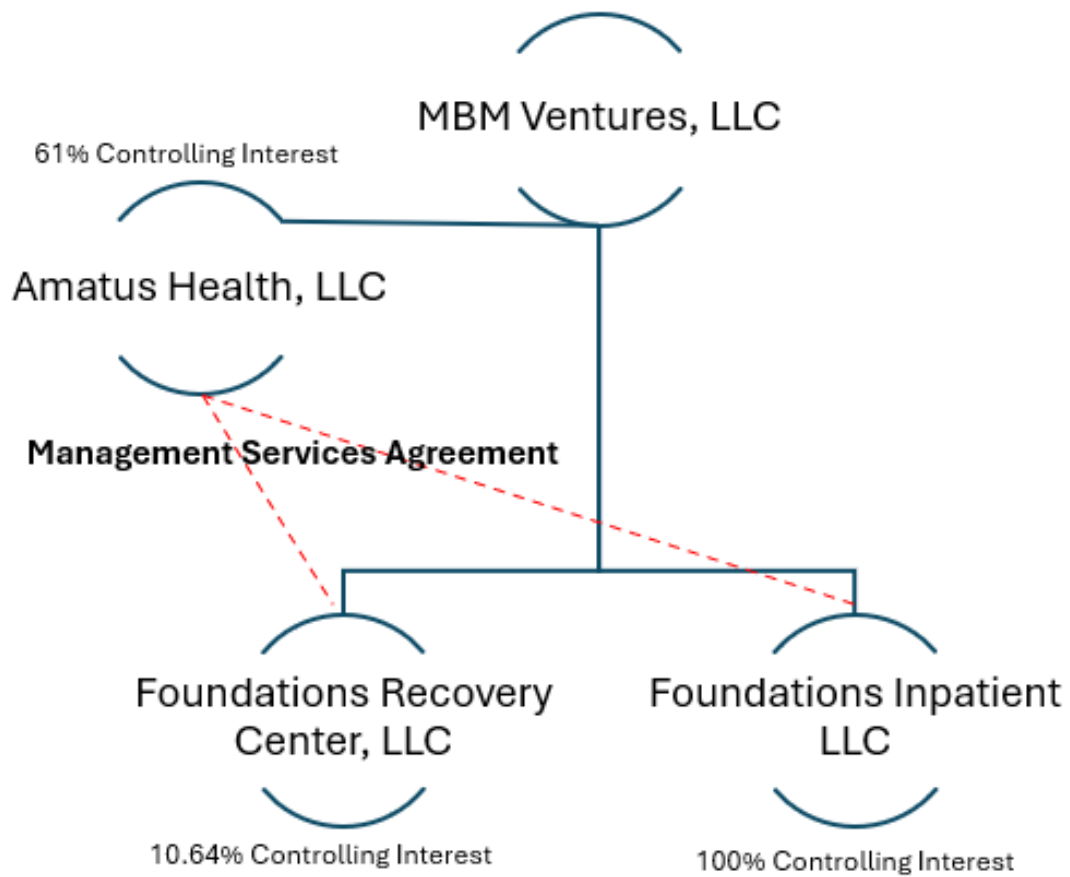 MBM Ventures, LLC
61% Controlling Interest
Amatus Health, LLC
Management Services Agreement
Foundations Recovery
Center, LLC
10.64% Controlling Interest
Foundations Inpatient
LLC
100% Controlling Interest